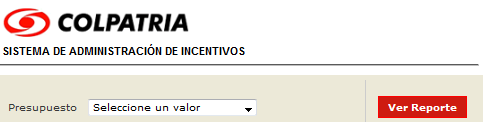 COLPATRIA
SISTEMA DE ADMINISTRACIÓN DE INCENTIVOS
Presupuesto Seleccione un valor Ver Reporte